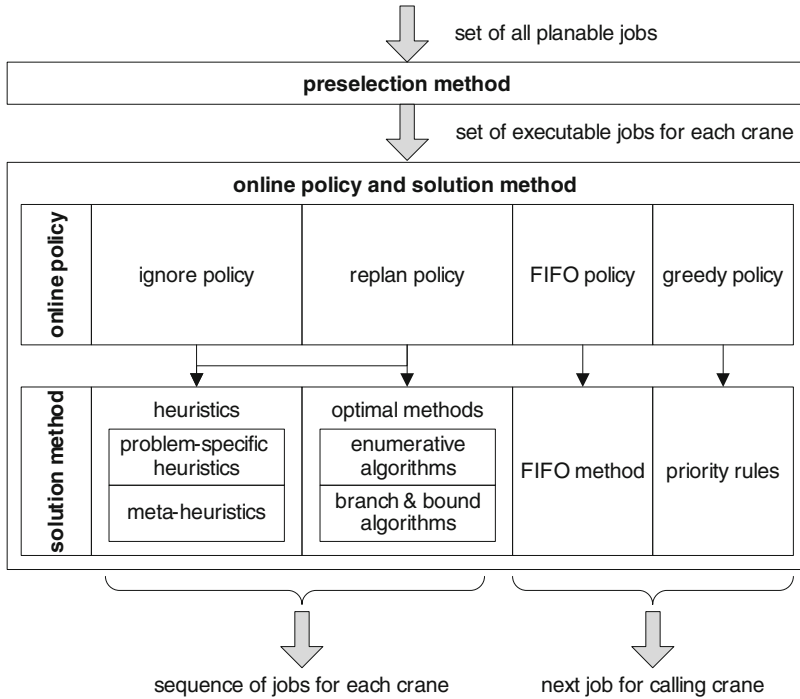 set of all planable jobs
preselection method
set of executable jobs for each crane
online policy and solution method
online policy
ignore policy
replan policy
FIFO policy
greedy policy
solution method
heuristics
problem-specific
heuristics
meta-heuristics
optimal methods
enumerative
algorithms
branch & bound
algorithms
FIFO method
priority rules
sequence of jobs for each crane
next job for calling crane